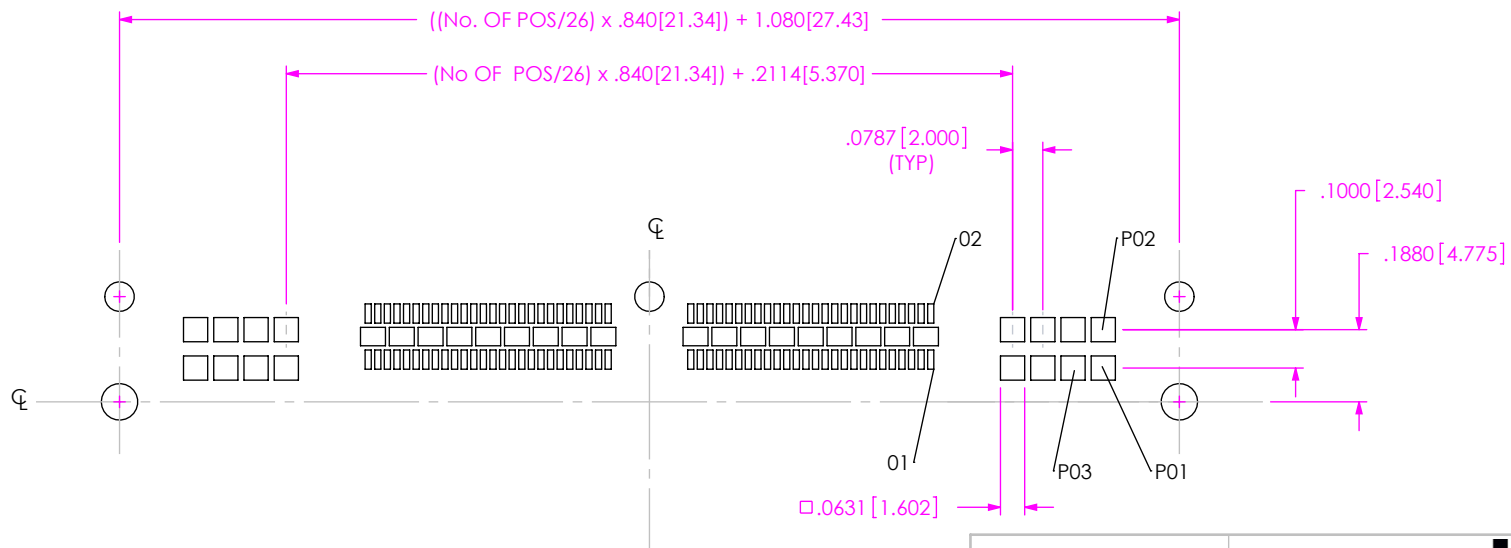 ((No. OF POS/26) x .840[21.34]) + 1.080[27.43]
(No OF POS/26) x .840[21.34]) + .2114[5.370]
.0787[2.000]
(TYP)
.1000[2.540]
℄
02
P02
.1880[4.775]
℄
01
P03
P01
□.0631[1.602]